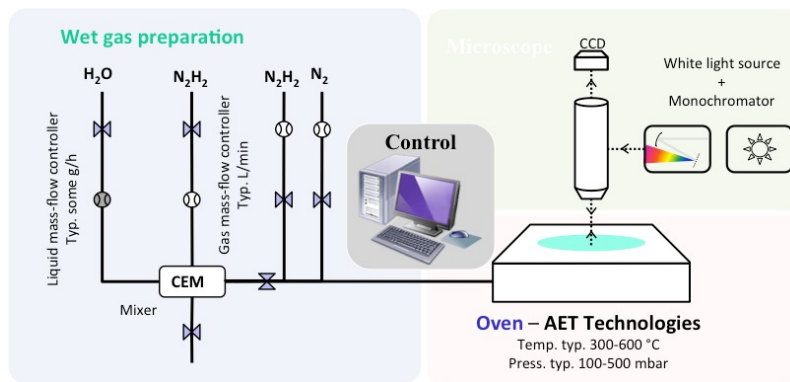 Wet gas preparation
Microscope
CCD
H₂O
N₂H₂
N₂H₂
N₂
White light source
+
Monochromator
Liquid mass-flow controller
Typ. some g/h
Gas mass-flow controller
Typ. L/min
Control
CEM
Mixer
Oven – AET Technologies
Temp. typ. 300-600 °C
Press. typ. 100-500 mbar